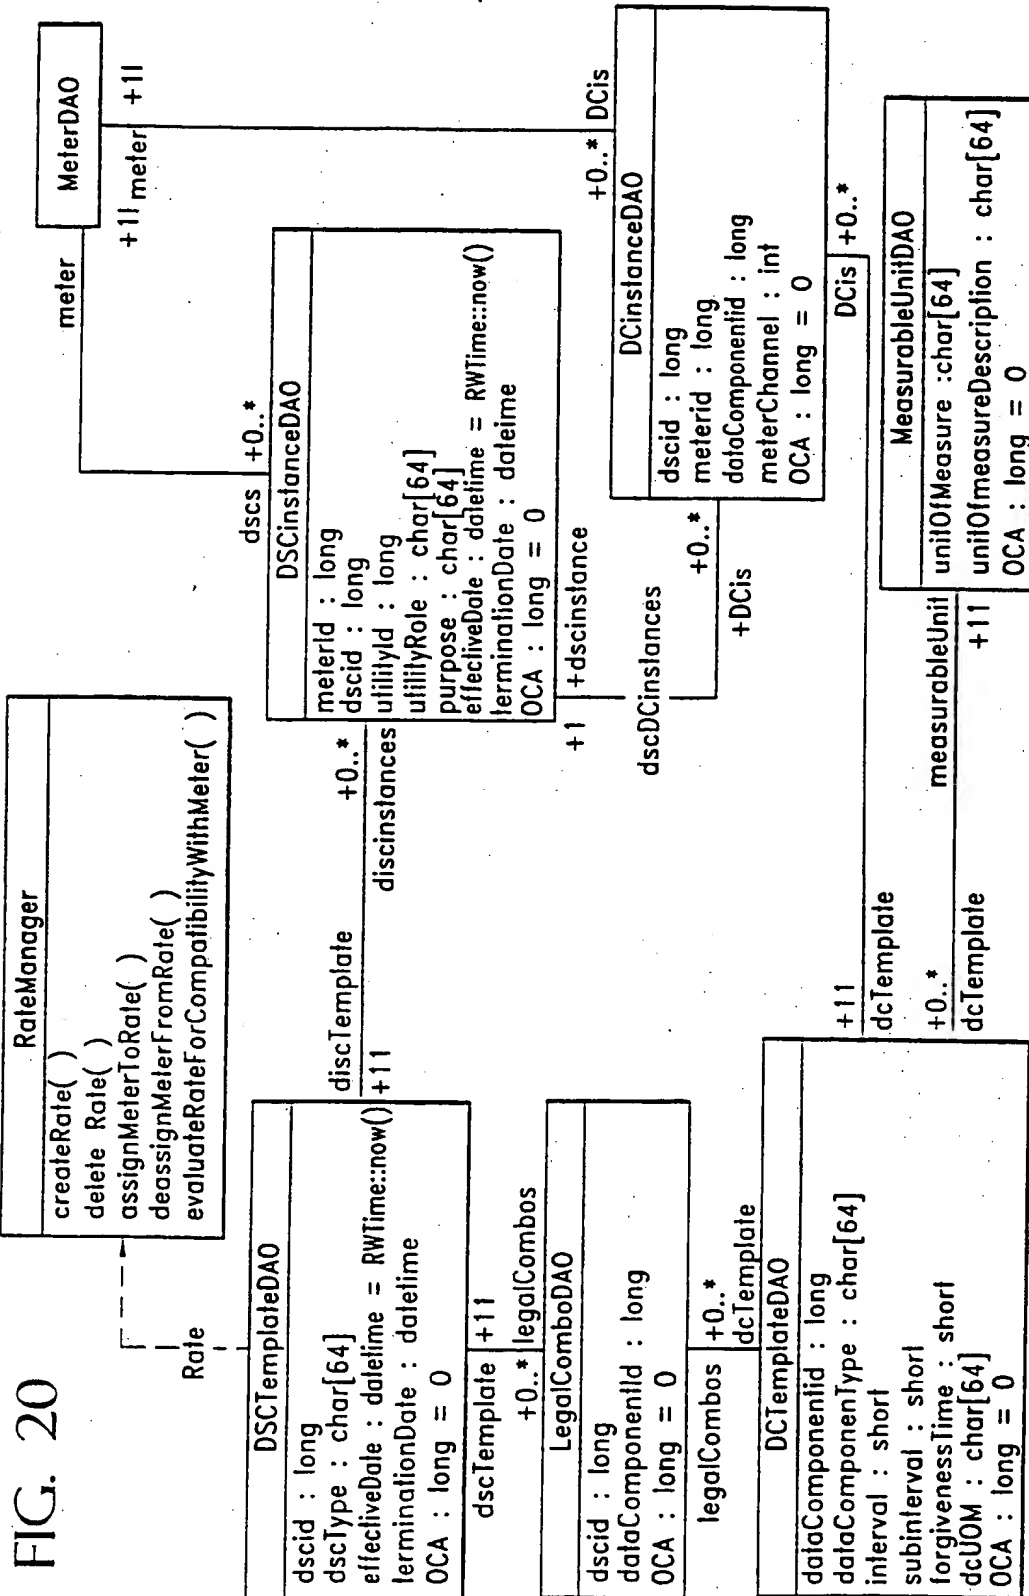 FIG. 20
RateManager
createRate( )
delete Rate( )
assignMeterToRate( )
deassignMeterFromRate( )
evaluateRateForCompatibilityWithMeter( )
Rate
MeterDAO
meter
+11
meter
+11
dscs
+0..*
DSCinstanceDAO
meterId : long
dscid : long
utilityId : long
utilityRole : char[64]
purpose : char[64]
effectiveDate : datetime = RWTime::now()
terminationDate : dateime
OCA : long = 0
+0..*
DCis
DCinstanceDAO
dscid : long
meterid : long
dataComponentid : long
meterChannel : int
OCA : long = 0
+1
+dscinstance
dscDCinstances
+0..*
+DCis
DCis
+0..*
DSCTemplateDAO
dscid : long
dscType : char[64]
effectiveDate : datetime = RWTime::now()
terminationDate : datetime
OCA : long = 0
discTemplate
+11
+0..*
discinstances
dscTemplate
+11
+0..*
legalCombos
LegalComboDAO
dscid : long
dataComponentId : long
OCA : long = 0
legalCombos
+0..*
dcTemplate
DCTemplateDAO
dataComponentid : long
dataComponentType : char[64]
interval : short
subinterval : short
forgivenessTime : short
dcUOM : char[64]
OCA : long = 0
+11
dcTemplate
+0..*
dcTemplate
measurableUnit
+11
MeasurableUnitDAO
unitOfMeasure :char[64]
unitOfmeasureDescription : char[64]
OCA : long = 0